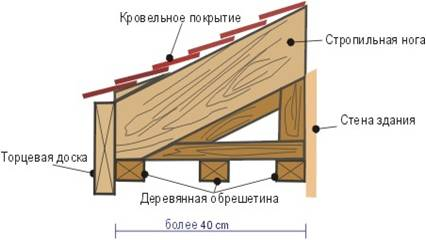 Кровельное покрытие
Стропильная нога
Стена здания
Торцевая доска
Деревянная обрешетина
более 40 cm